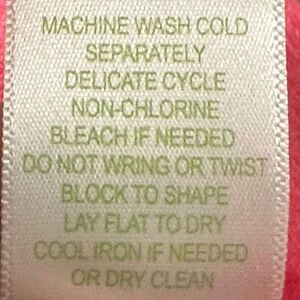 MACHINE WASH COLD
SEPARATELY
DELICATE CYCLE
NON-CHLORINE
BLEACH IF NEEDED
DO NOT WRING OR TWIST
BLOCK TO SHAPE
LAY FLAT TO DRY
COOL IRON IF NEEDED
OR DRY CLEAN